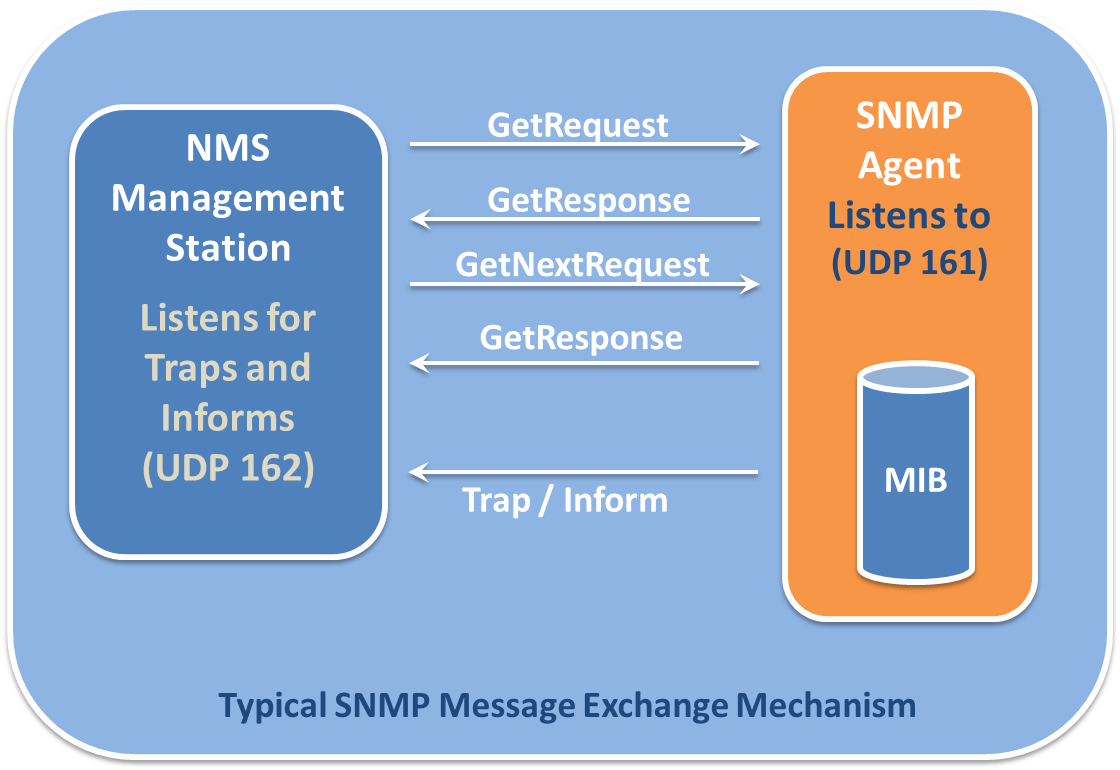 NMS
Management
Station
Listens for
Traps and
Informs
(UDP 162)
GetRequest
GetResponse
GetNextRequest
GetResponse
Trap / Inform
SNMP
Agent
Listens to
(UDP 161)
MIB
Typical SNMP Message Exchange Mechanism